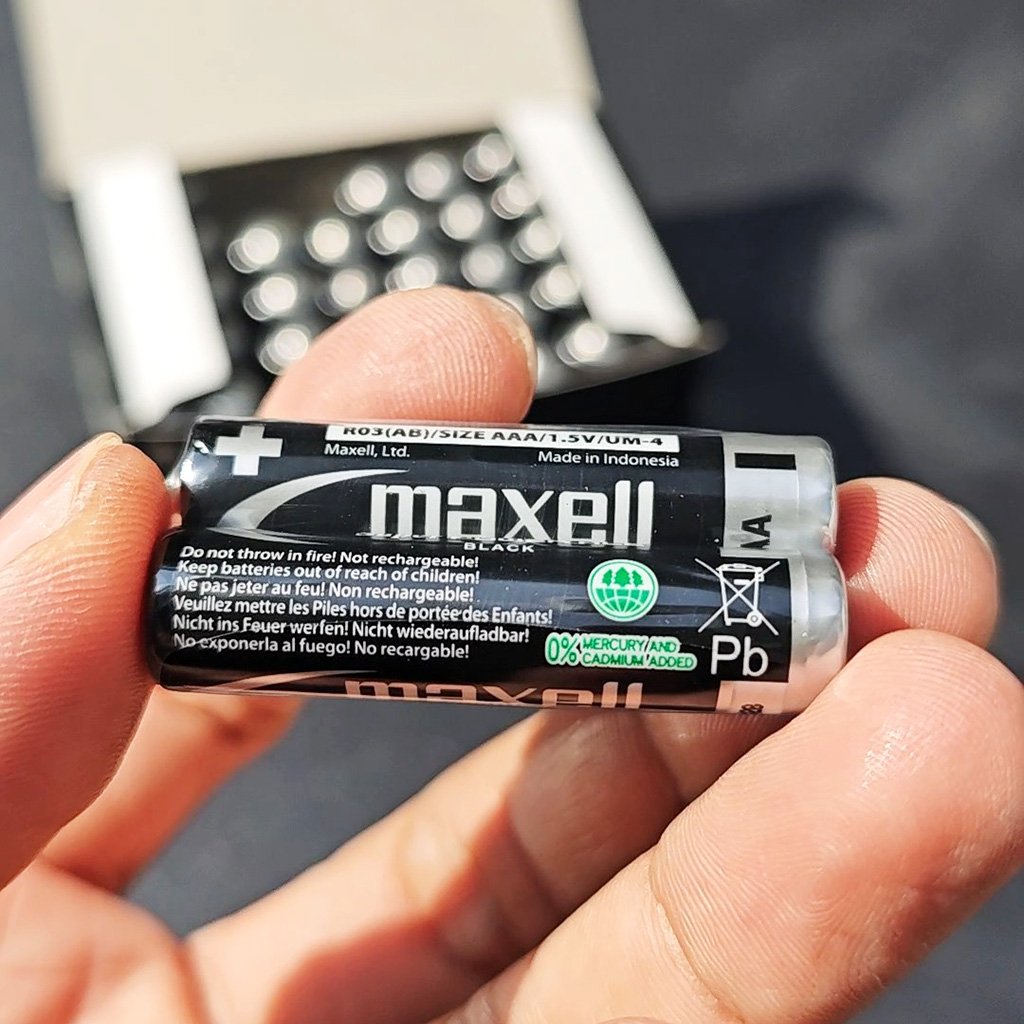 R03(AB)/SIZE AAA/1.5V/UM-4
Maxell, Ltd. Made in Indonesia
maxell
BLACK
Do not throw in fire! Not rechargeable!
Keep batteries out of reach of children!
Ne pas jeter au feu! Non rechargeable!
Veuillez mettre les Piles hors de portée des Enfants!
Nicht ins Feuer werfen! Nicht wiederaufladbar!
No exponerla al fuego! No recargable!
0% MERCURY AND
CADMIUM ADDED
Pb
maxell